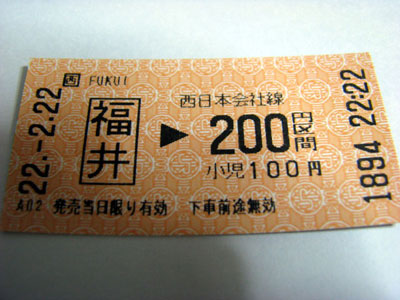 西 FUKUI
福井
西日本会社線
▶ 200円区間
小児100円
A02 発売当日限り有効 下車前途無効
22.-2.22
1894 22:22